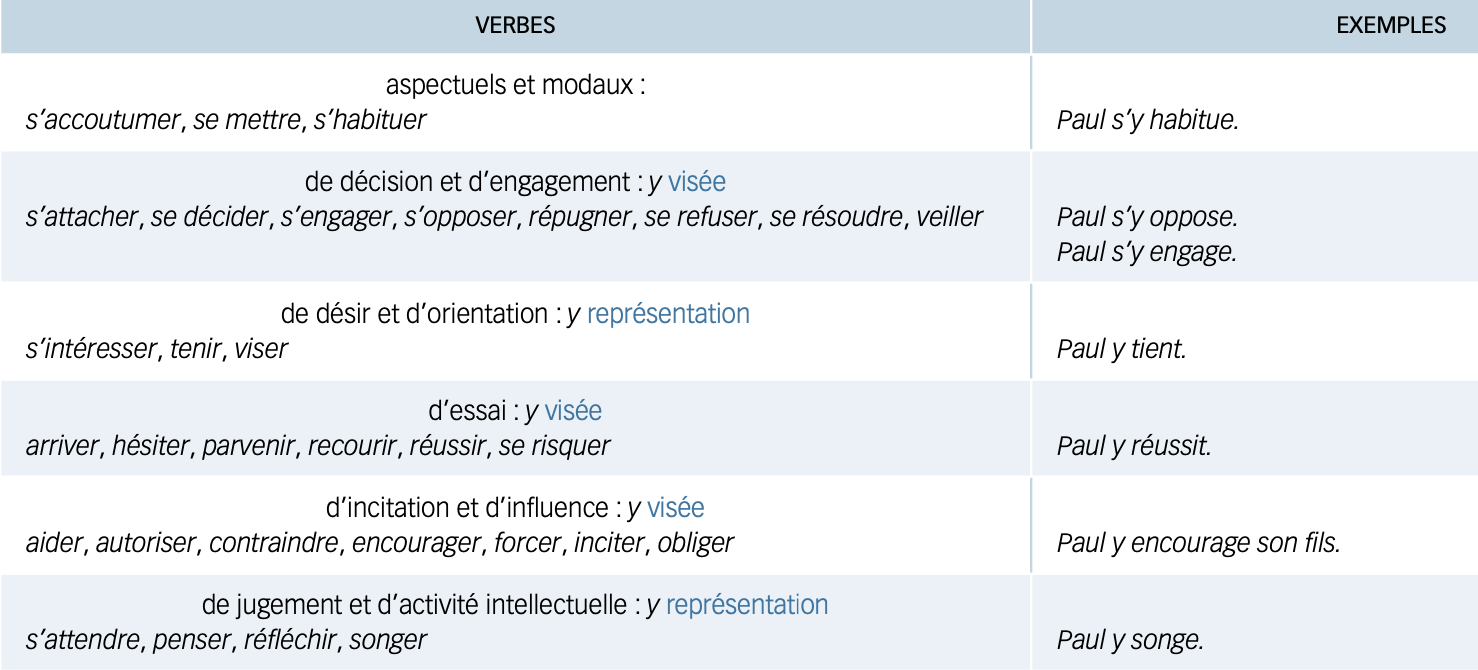 VERBES EXEMPLES
aspectuels et modaux :
s’accoutumer, se mettre, s’habituer Paul s’y habitue.
de décision et d’engagement : y visée
s’attacher, se décider, s’engager, s’opposer, répugner, se refuser, se résoudre, veiller Paul s’y oppose.
Paul s’y engage.
de désir et d’orientation : y représentation
s’intéresser, tenir, viser Paul y tient.
d’essai : y visée
arriver, hésiter, parvenir, recourir, réussir, se risquer Paul y réussit.
d’incitation et d’influence : y visée
aider, autoriser, contraindre, encourager, forcer, inciter, obliger Paul y encourage son fils.
de jugement et d’activité intellectuelle : y représentation
s’attendre, penser, réfléchir, songer Paul y songe.